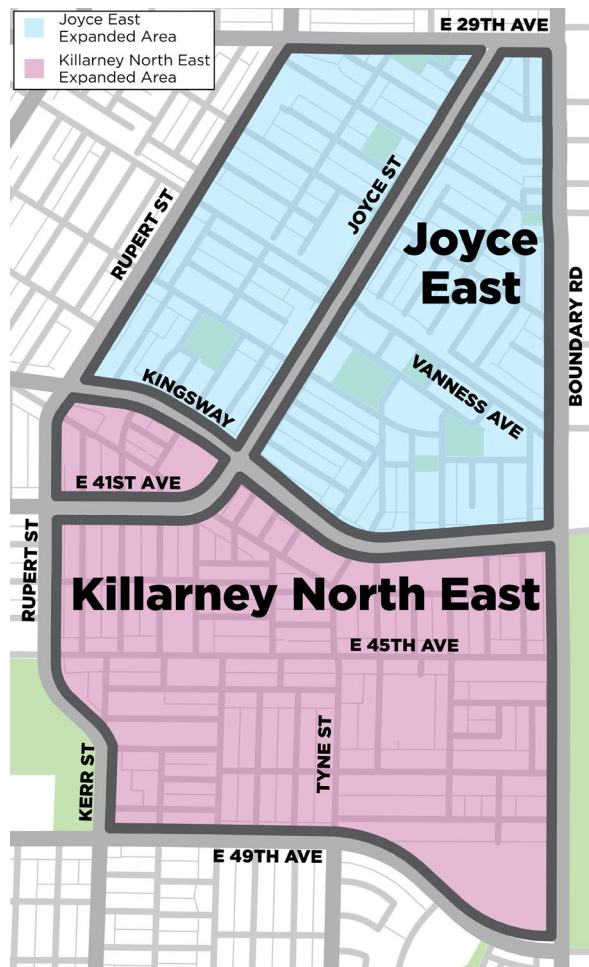 Joyce East
Expanded Area
Killarney North East
Expanded Area
E 29TH AVE
RUPERT ST
JOYCE ST
Joyce
East
BOUNDARY RD
VANNESS AVE
KINGSWAY
E 41ST AVE
RUPERT ST
Killarney North East
E 45TH AVE
TYNE ST
KERR ST
E 49TH AVE